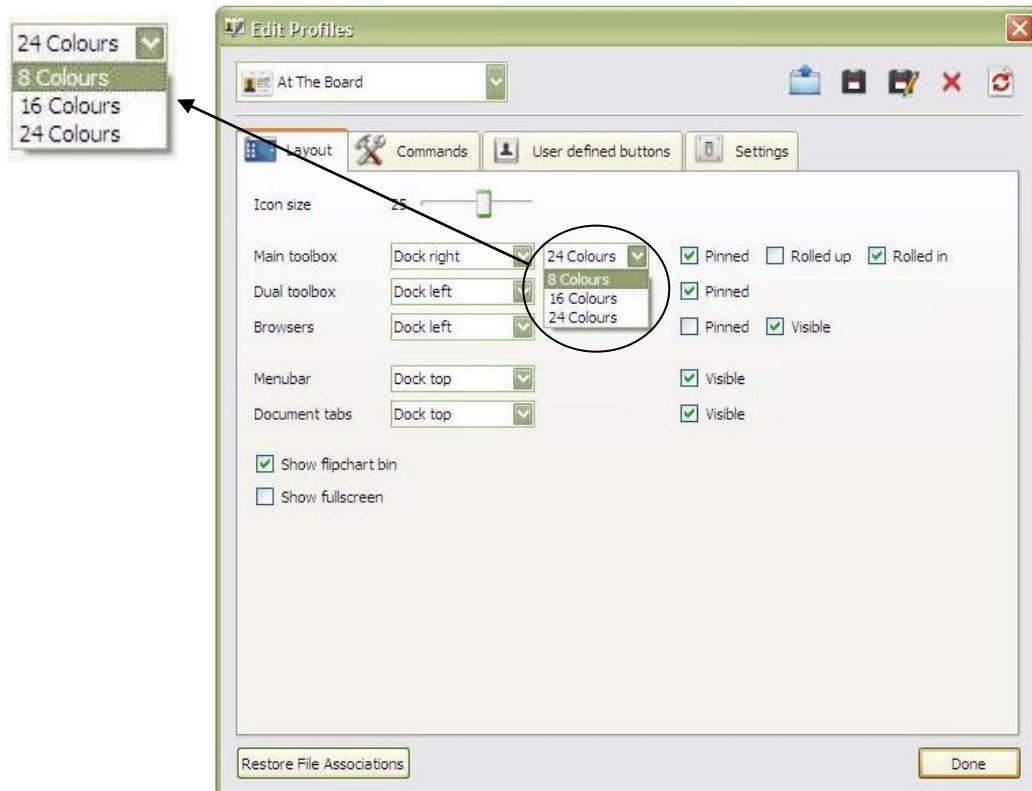 24 Colours
8 Colours
16 Colours
24 Colours
Edit Profiles
At The Board
Layout Commands User defined buttons Settings
Icon size 25
Main toolbox Dock right 24 Colours Pinned Rolled up Rolled in
8 Colours
16 Colours
24 Colours
Dual toolbox Dock left Pinned
Browsers Dock left Pinned Visible
Menubar Dock top Visible
Document tabs Dock top Visible
Show flipchart bin
Show fullscreen
Restore File Associations Done